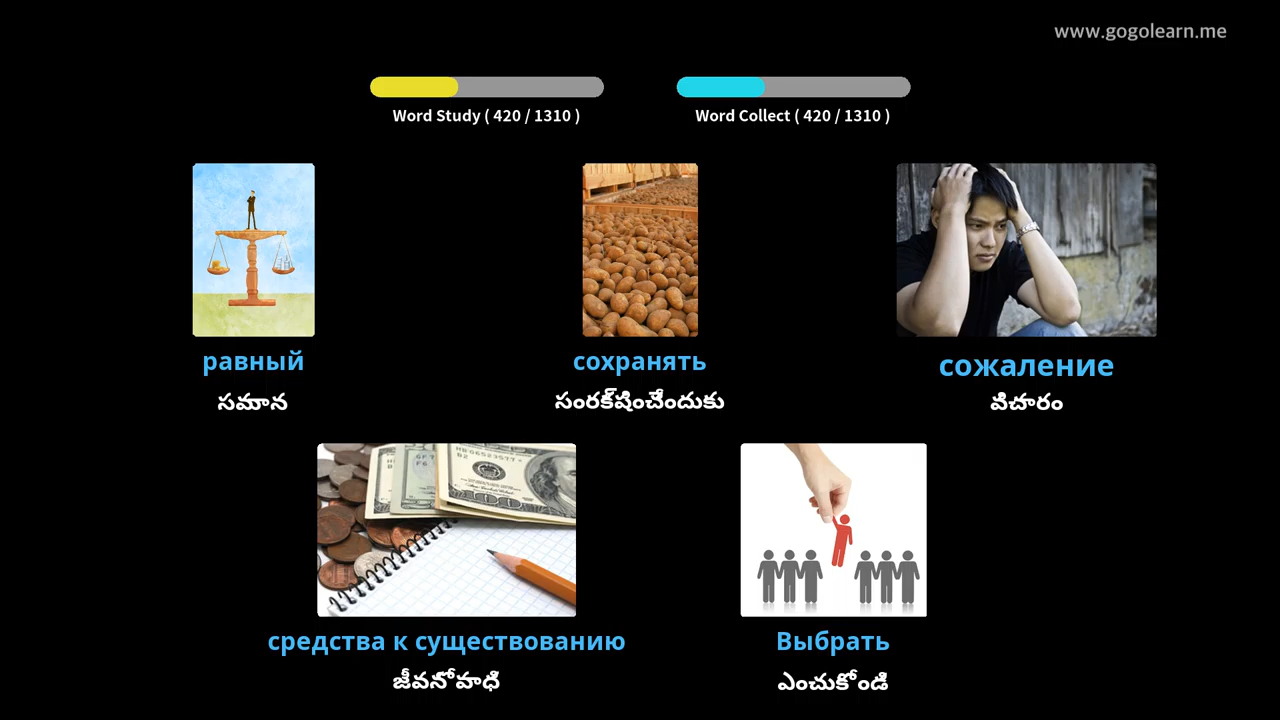 www.gogolearn.me
Word Study ( 420 / 1310 )
Word Collect ( 420 / 1310 )
равный
సమాన
сохранять
సంరక్షించేందుకు
сожаление
విచారం
средства к существованию
జీవనోపాధి
Выбрать
ఎంచుకోండి